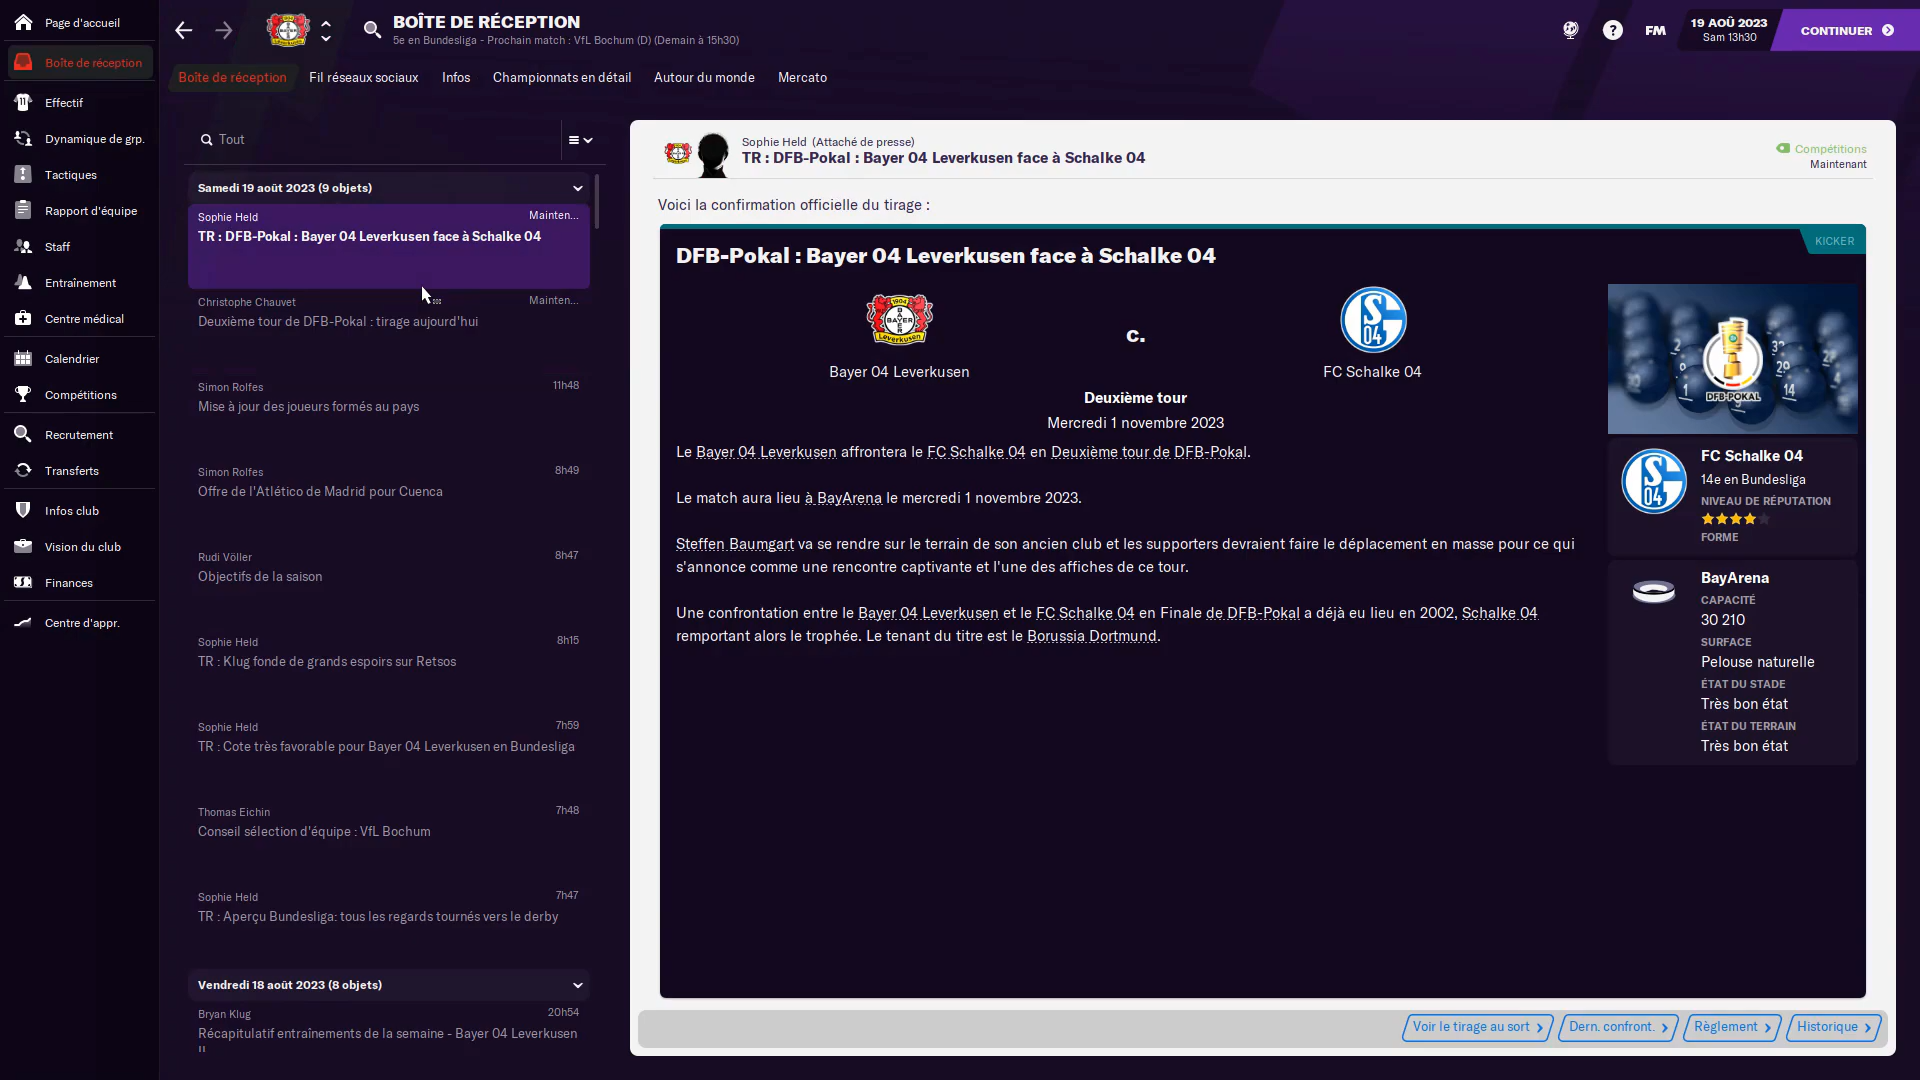 Page d'accueil
Boîte de réception
Effectif
Dynamique de grp.
Tactiques
Rapport d'équipe
Staff
Entraînement
Centre médical
Calendrier
Compétitions
Recrutement
Transferts
Infos club
Vision du club
Finances
Centre d'appr.
BOÎTE DE RÉCEPTION
5e en Bundesliga - Prochain match : VfL Bochum (D) (Demain à 15h30)
FM
19 AOÛ 2023
Sam 13h30
CONTINUER
Boîte de réception
Fil réseaux sociaux
Infos
Championnats en détail
Autour du monde
Mercato
Tout
Samedi 19 août 2023 (9 objets)
Sophie Held
Mainten...
TR : DFB-Pokal : Bayer 04 Leverkusen face à Schalke 04
Christophe Chauvet
Mainten...
Deuxième tour de DFB-Pokal : tirage aujourd'hui
Simon Rolfes
11h48
Mise à jour des joueurs formés au pays
Simon Rolfes
8h49
Offre de l'Atlético de Madrid pour Cuenca
Rudi Völler
8h47
Objectifs de la saison
Sophie Held
8h15
TR : Klug fonde de grands espoirs sur Retsos
Sophie Held
7h59
TR : Cote très favorable pour Bayer 04 Leverkusen en Bundesliga
Thomas Eichin
7h48
Conseil sélection d'équipe : VfL Bochum
Sophie Held
7h47
TR : Aperçu Bundesliga: tous les regards tournés vers le derby
Vendredi 18 août 2023 (8 objets)
Bryan Klug
20h54
Récapitulatif entraînements de la semaine - Bayer 04 Leverkusen
II
Sophie Held (Attaché de presse)
TR : DFB-Pokal : Bayer 04 Leverkusen face à Schalke 04
Compétitions
Maintenant
Voici la confirmation officielle du tirage :
KICKER
DFB-Pokal : Bayer 04 Leverkusen face à Schalke 04
c.
Bayer 04 Leverkusen
FC Schalke 04
Deuxième tour
Mercredi 1 novembre 2023
Le Bayer 04 Leverkusen affrontera le FC Schalke 04 en Deuxième tour de DFB-Pokal.
Le match aura lieu à BayArena le mercredi 1 novembre 2023.
Steffen Baumgart va se rendre sur le terrain de son ancien club et les supporters devraient faire le déplacement en masse pour ce qui
s'annonce comme une rencontre captivante et l'une des affiches de ce tour.
Une confrontation entre le Bayer 04 Leverkusen et le FC Schalke 04 en Finale de DFB-Pokal a déjà eu lieu en 2002, Schalke 04
remportant alors le trophée. Le tenant du titre est le Borussia Dortmund.
DFB-POKAL
FC Schalke 04
14e en Bundesliga
NIVEAU DE RÉPUTATION
FORME
BayArena
CAPACITÉ
30 210
SURFACE
Pelouse naturelle
ÉTAT DU STADE
Très bon état
ÉTAT DU TERRAIN
Très bon état
Voir le tirage au sort
Dern. confront.
Règlement
Historique